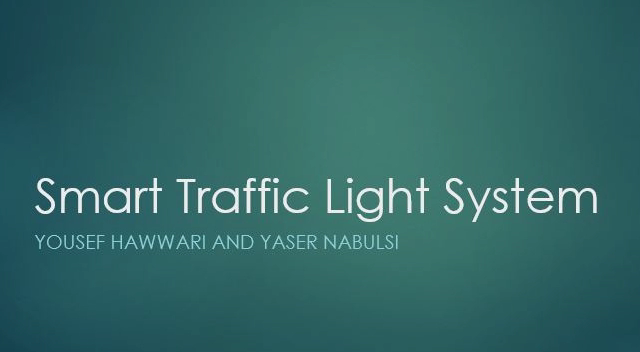 Smart Traffic Light System
YOUSEF HAWWARI AND YASER NABULSI